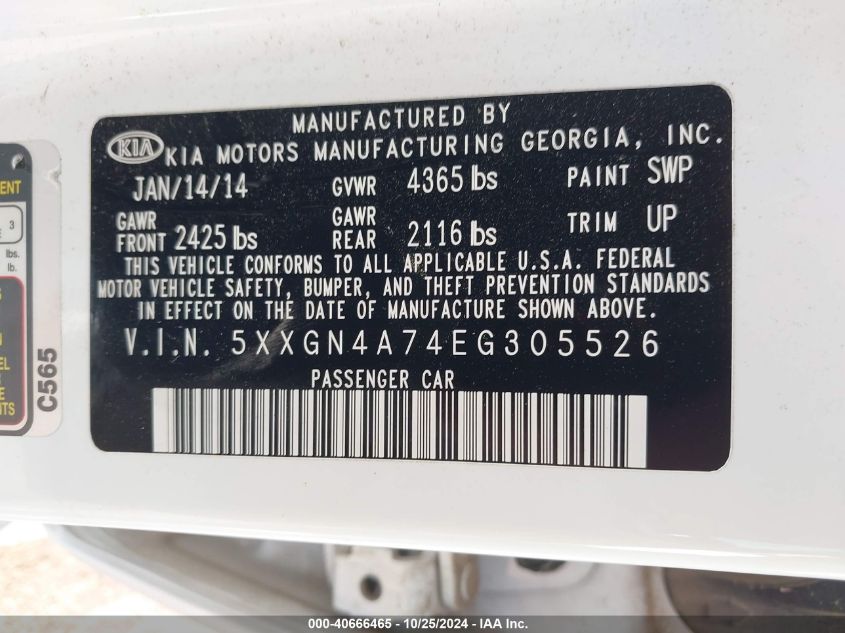 MANUFACTURED BY
KIA KIA MOTORS MANUFACTURING GEORGIA, INC.
JAN/14/14 GVWR 4365 lbs PAINT SWP
GAWR FRONT 2425 lbs GAWR REAR 2116 lbs TRIM UP
THIS VEHICLE CONFORMS TO ALL APPLICABLE U.S.A. FEDERAL
MOTOR VEHICLE SAFETY, BUMPER, AND THEFT PREVENTION STANDARDS
IN EFFECT ON THE DATE OF MANUFACTURE SHOWN ABOVE.
V.I.N. 5XXGN4A74EG305526
PASSENGER CAR
3
lbs.
lb.
C565
000-40666465 - 10/25/2024 - IAA Inc.